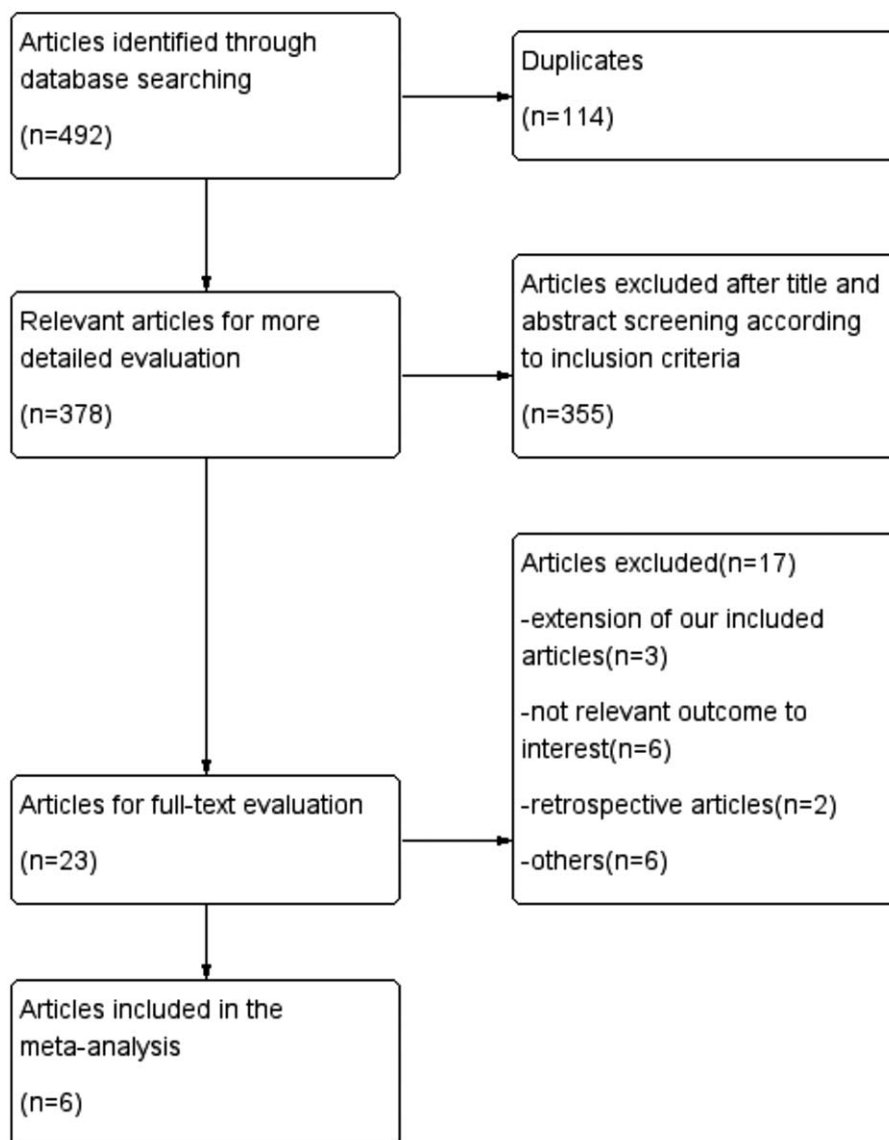 Articles identified through
database searching
(n=492)
Duplicates
(n=114)
Relevant articles for more
detailed evaluation
(n=378)
Articles excluded after title and
abstract screening according
to inclusion criteria
(n=355)
Articles excluded(n=17)
-extension of our included
articles(n=3)
-not relevant outcome to
interest(n=6)
-retrospective articles(n=2)
-others(n=6)
Articles for full-text evaluation
(n=23)
Articles included in the
meta-analysis
(n=6)